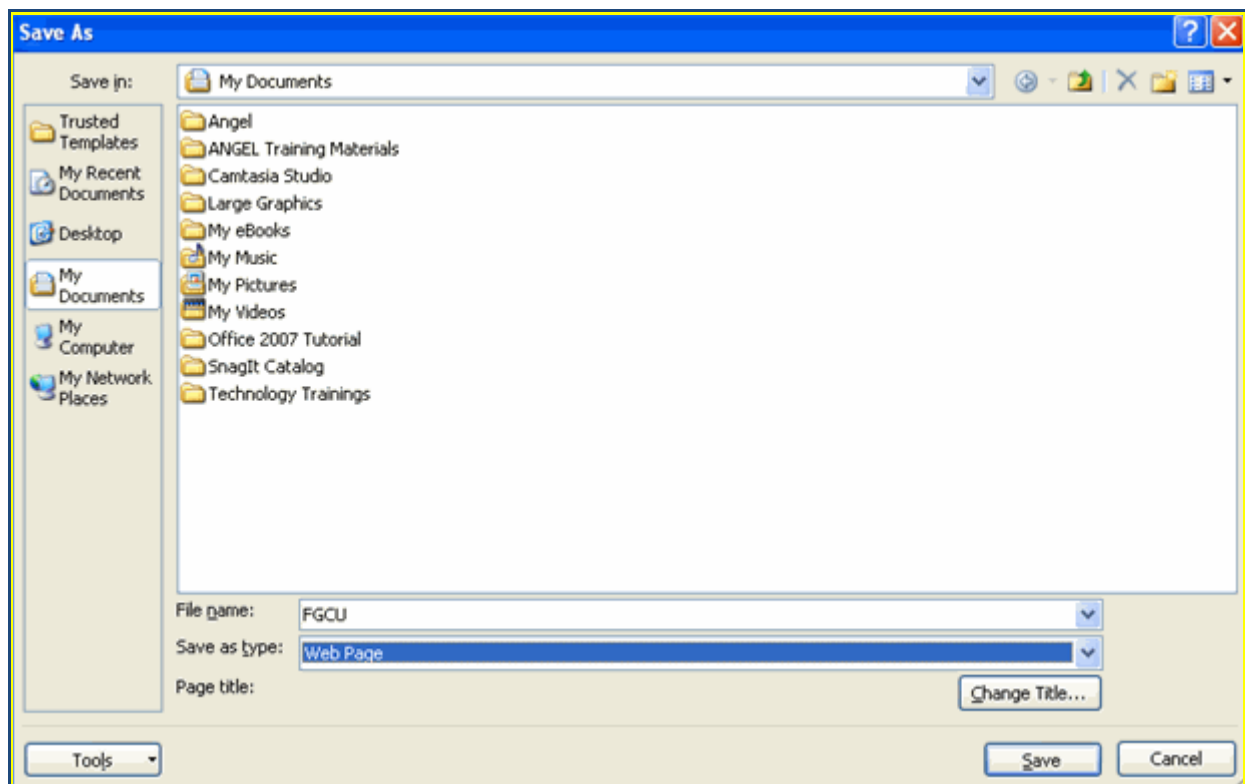 Save As
Save in:
My Documents
Trusted
Templates
My Recent
Documents
Desktop
My
Documents
My
Computer
My Network
Places
Angel
ANGEL Training Materials
Camtasia Studio
Large Graphics
My eBooks
My Music
My Pictures
My Videos
Office 2007 Tutorial
SnagIt Catalog
Technology Trainings
File name:
FGCU
Save as type:
Web Page
Page title:
Change Title...
Tools
Save
Cancel